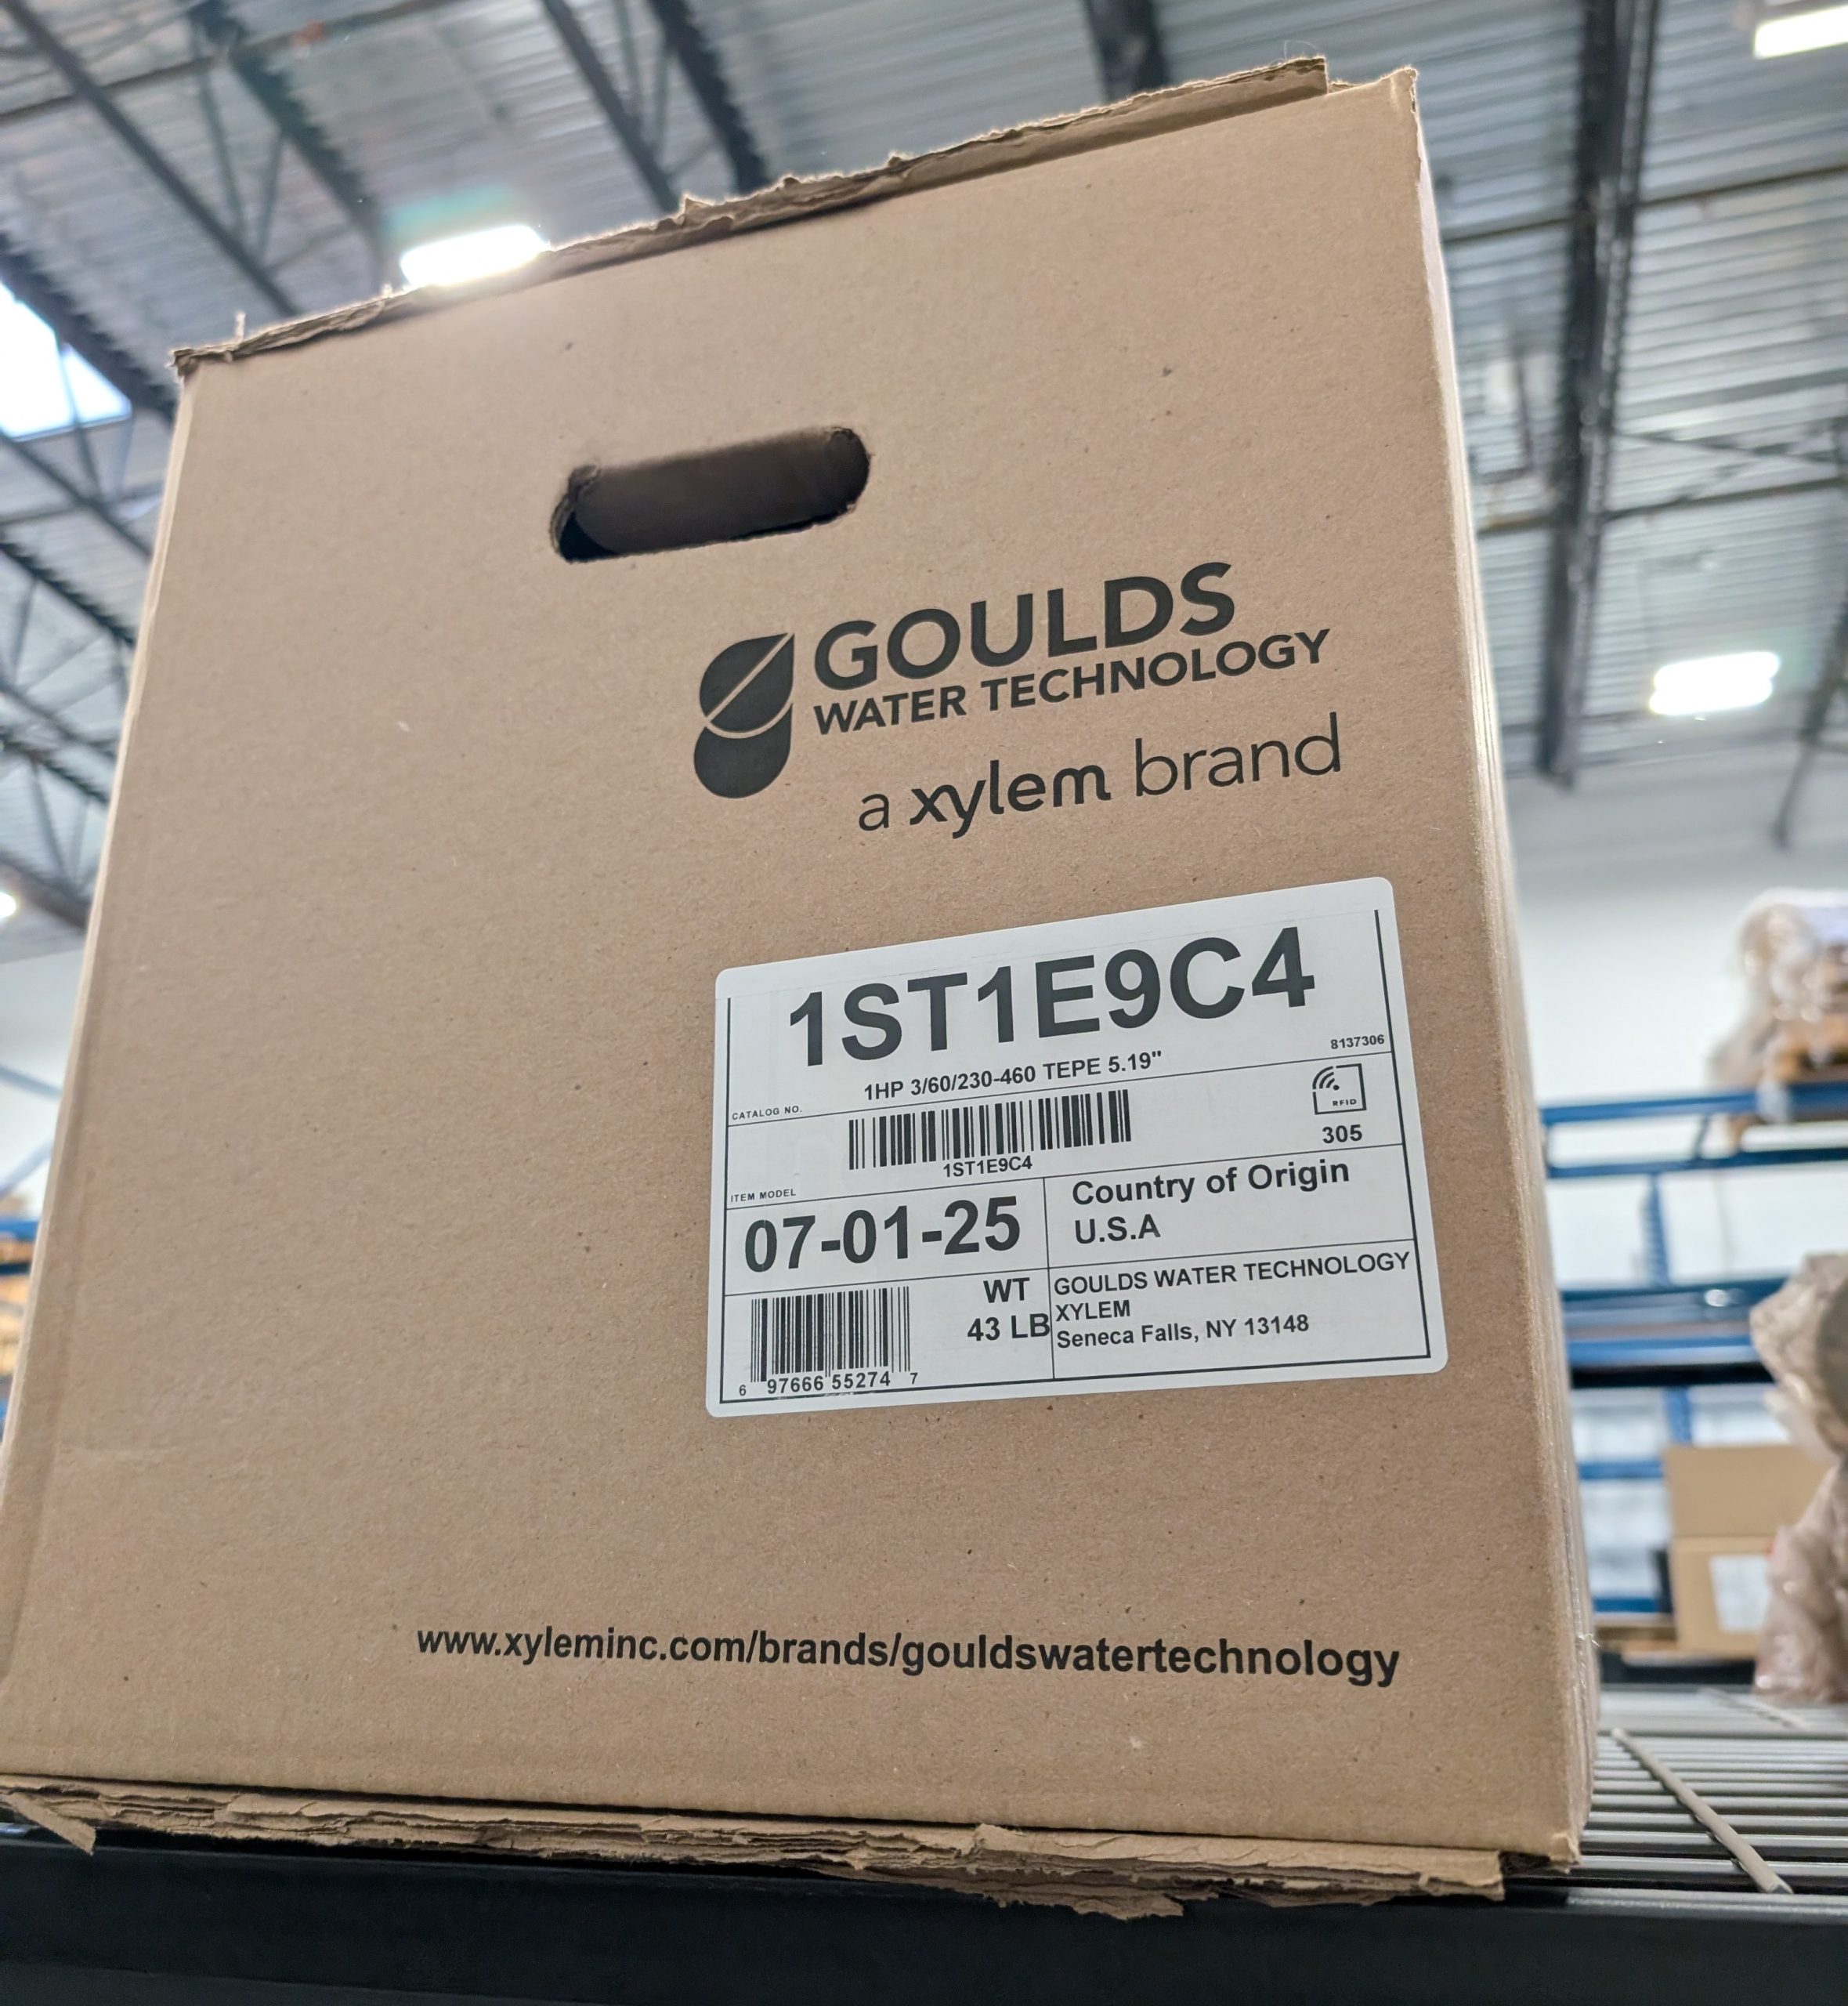 GOULDS
WATER TECHNOLOGY
a xylem brand
1ST1E9C4
8137306
1HP 3/60/230-460 TEPE 5.19"
CATALOG NO.
RFID
305
1ST1E9C4
ITEM MODEL
07-01-25
Country of Origin
U.S.A
WT
43 LB
GOULDS WATER TECHNOLOGY
XYLEM
Seneca Falls, NY 13148
6 97666 55274 7
www.xyleminc.com/brands/gouldswatertechnology